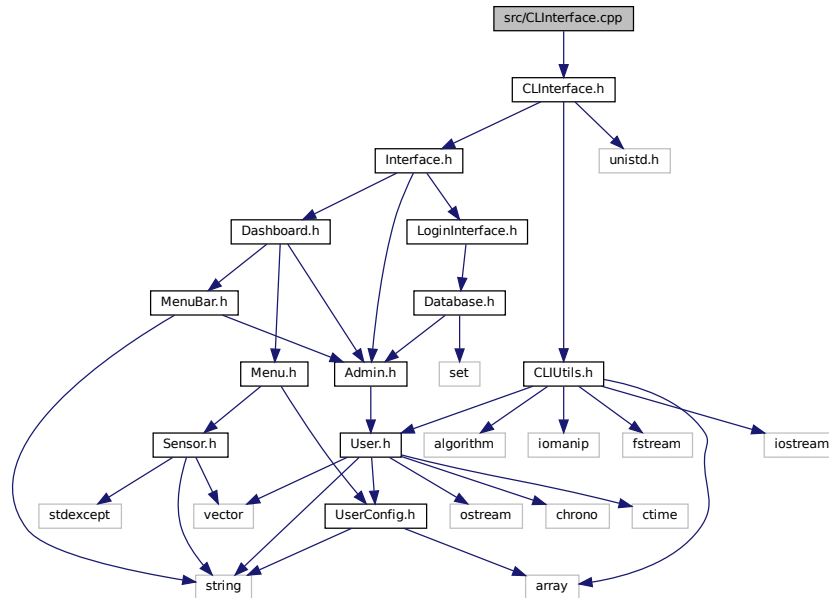 src/CLInterface.cpp
CLInterface.h
Interface.h
unistd.h
Dashboard.h
LoginInterface.h
MenuBar.h
Database.h
Menu.h
Admin.h
set
CLIUtils.h
Sensor.h
User.h
algorithm
iomanip
fstream
iostream
stdexcept
vector
UserConfig.h
ostream
chrono
ctime
string
array